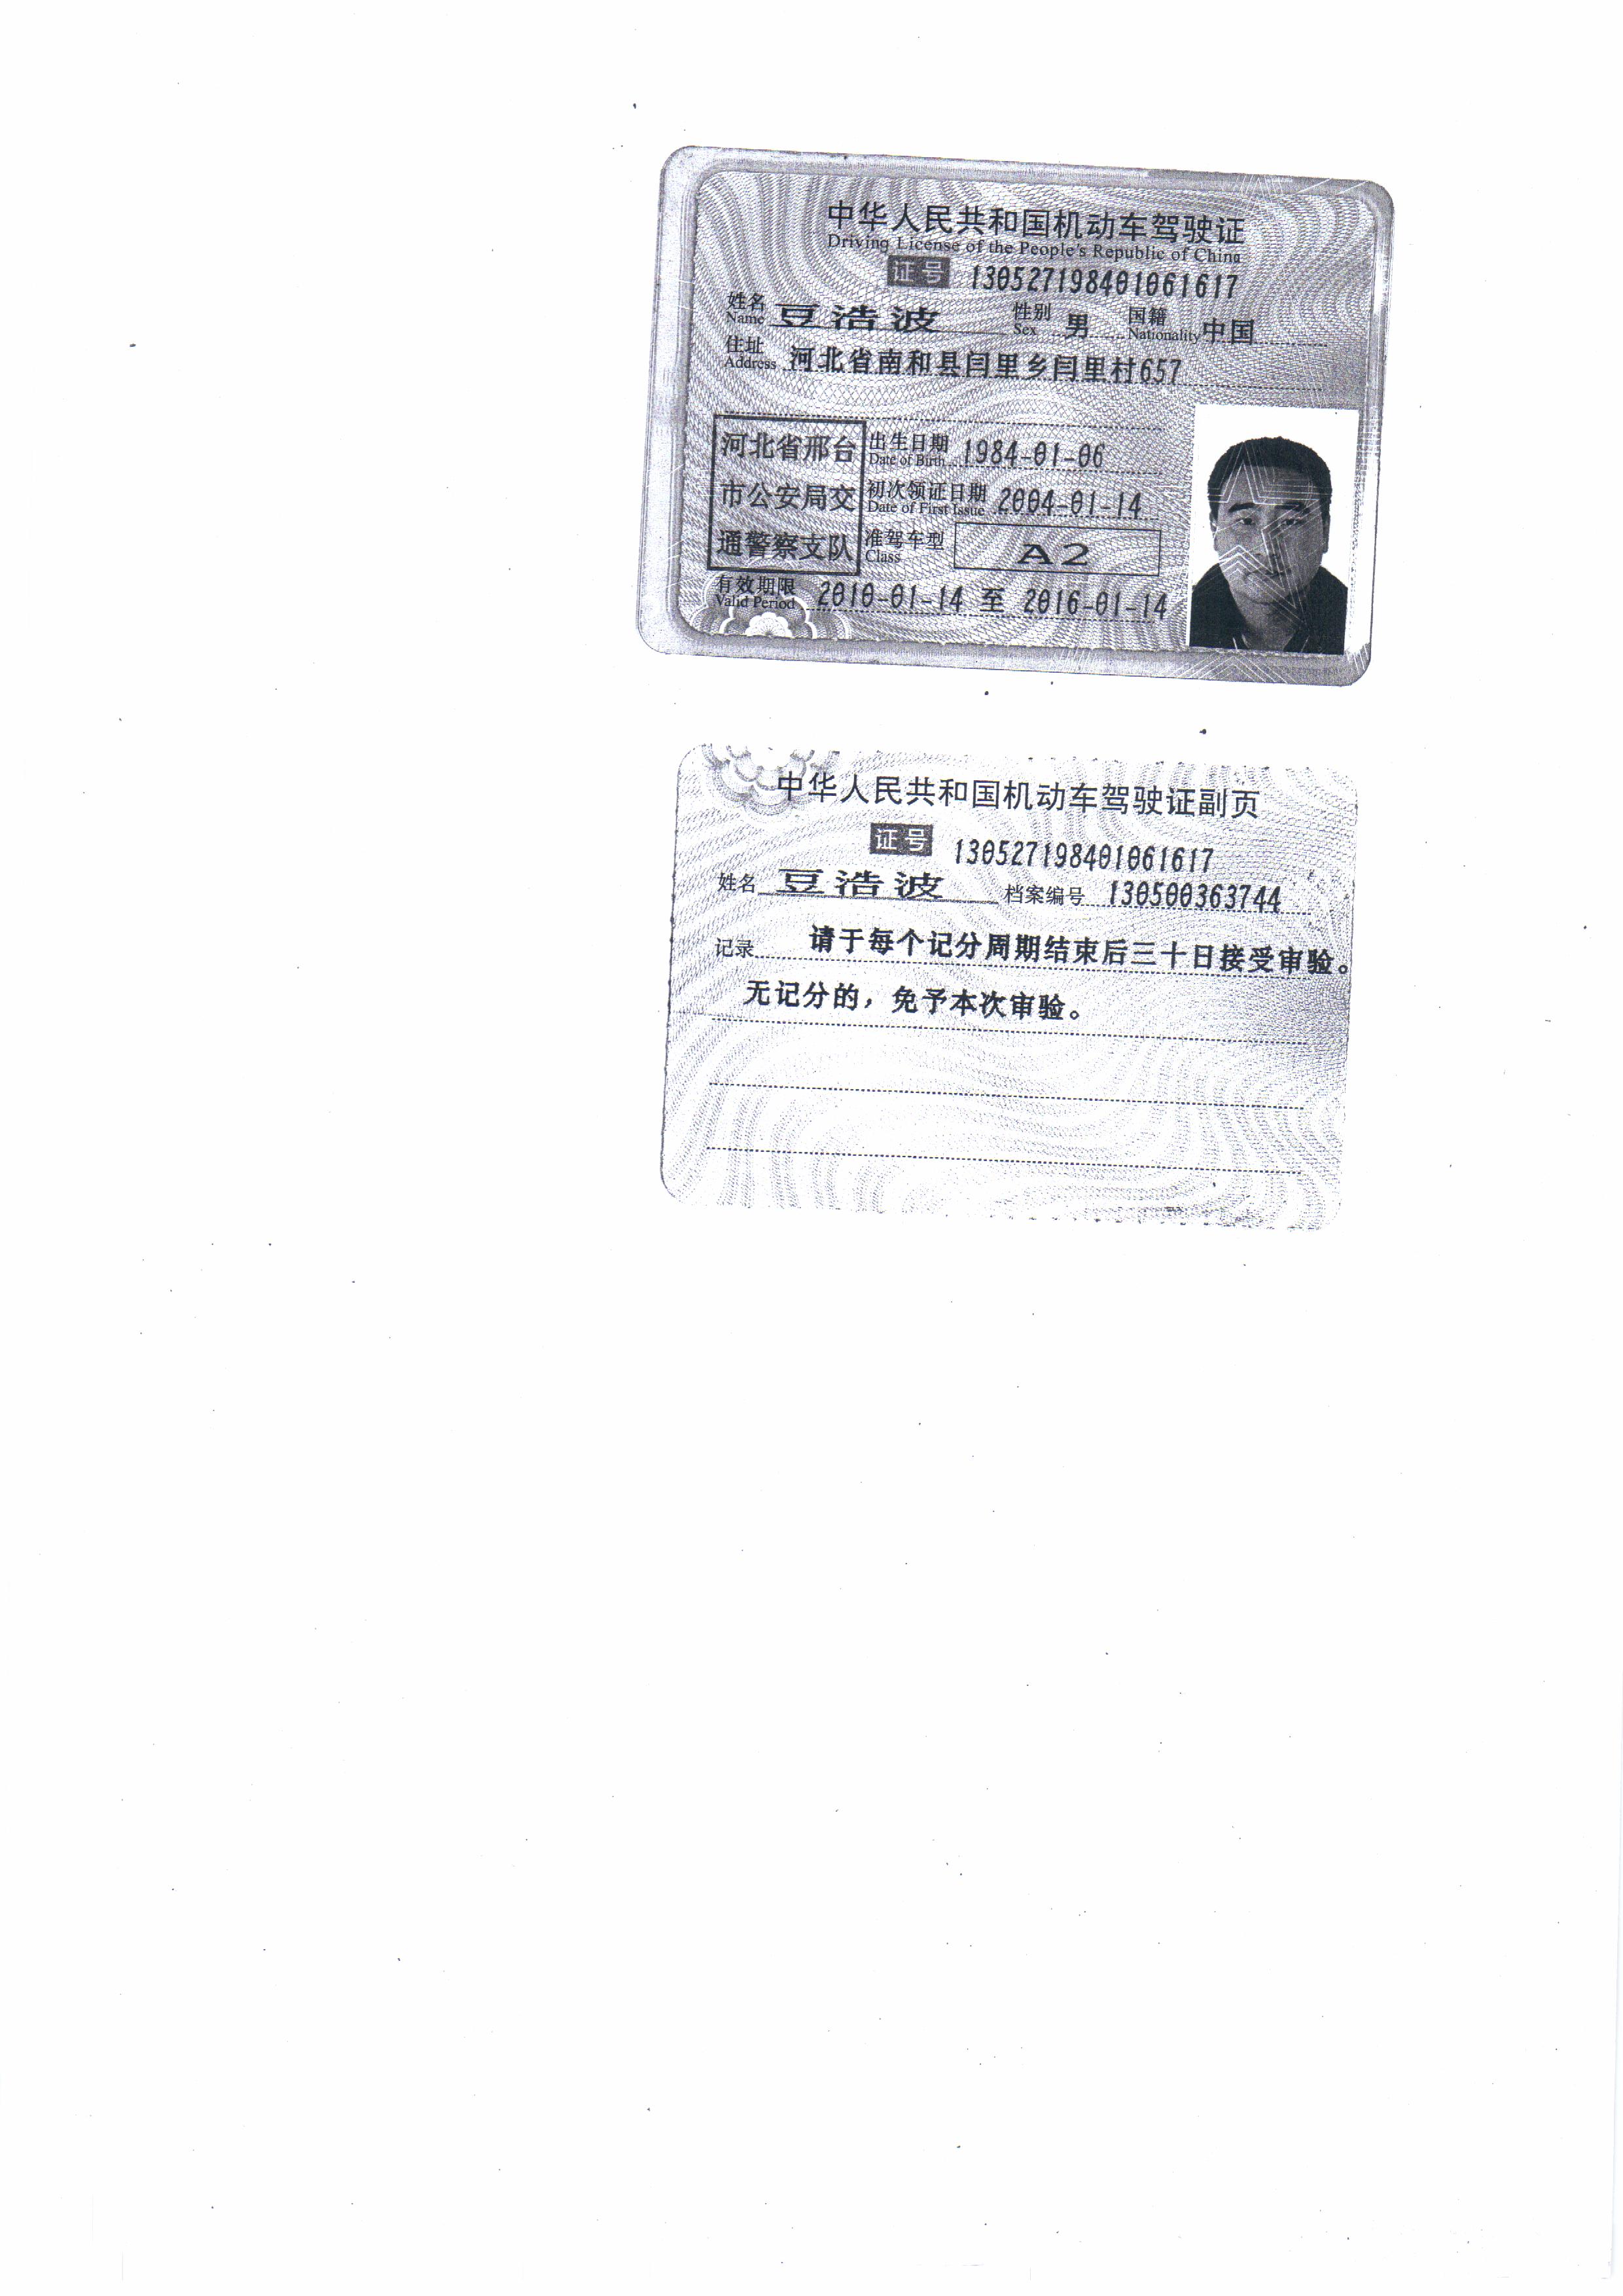 中华人民共和国机动车驾驶证
Driving License of the People's Republic of China
证号 130527198401061617
姓名 Name 豆浩波 性别 Sex 男 国籍 Nationality 中国
住址 Address 河北省南和县闫里乡闫里村657
河北省邢台
市公安局交
通警察支队
出生日期 Date of Birth 1984-01-06
初次领证日期 Date of First Issue 2004-01-14
准驾车型 Class A2
有效期限 Valid Period 2010-01-14 至 2016-01-14
中华人民共和国机动车驾驶证副页
证号 130527198401061617
姓名 豆浩波 档案编号 130500363744
记录 请于每个记分周期结束后三十日接受审验。
无记分的，免予本次审验。